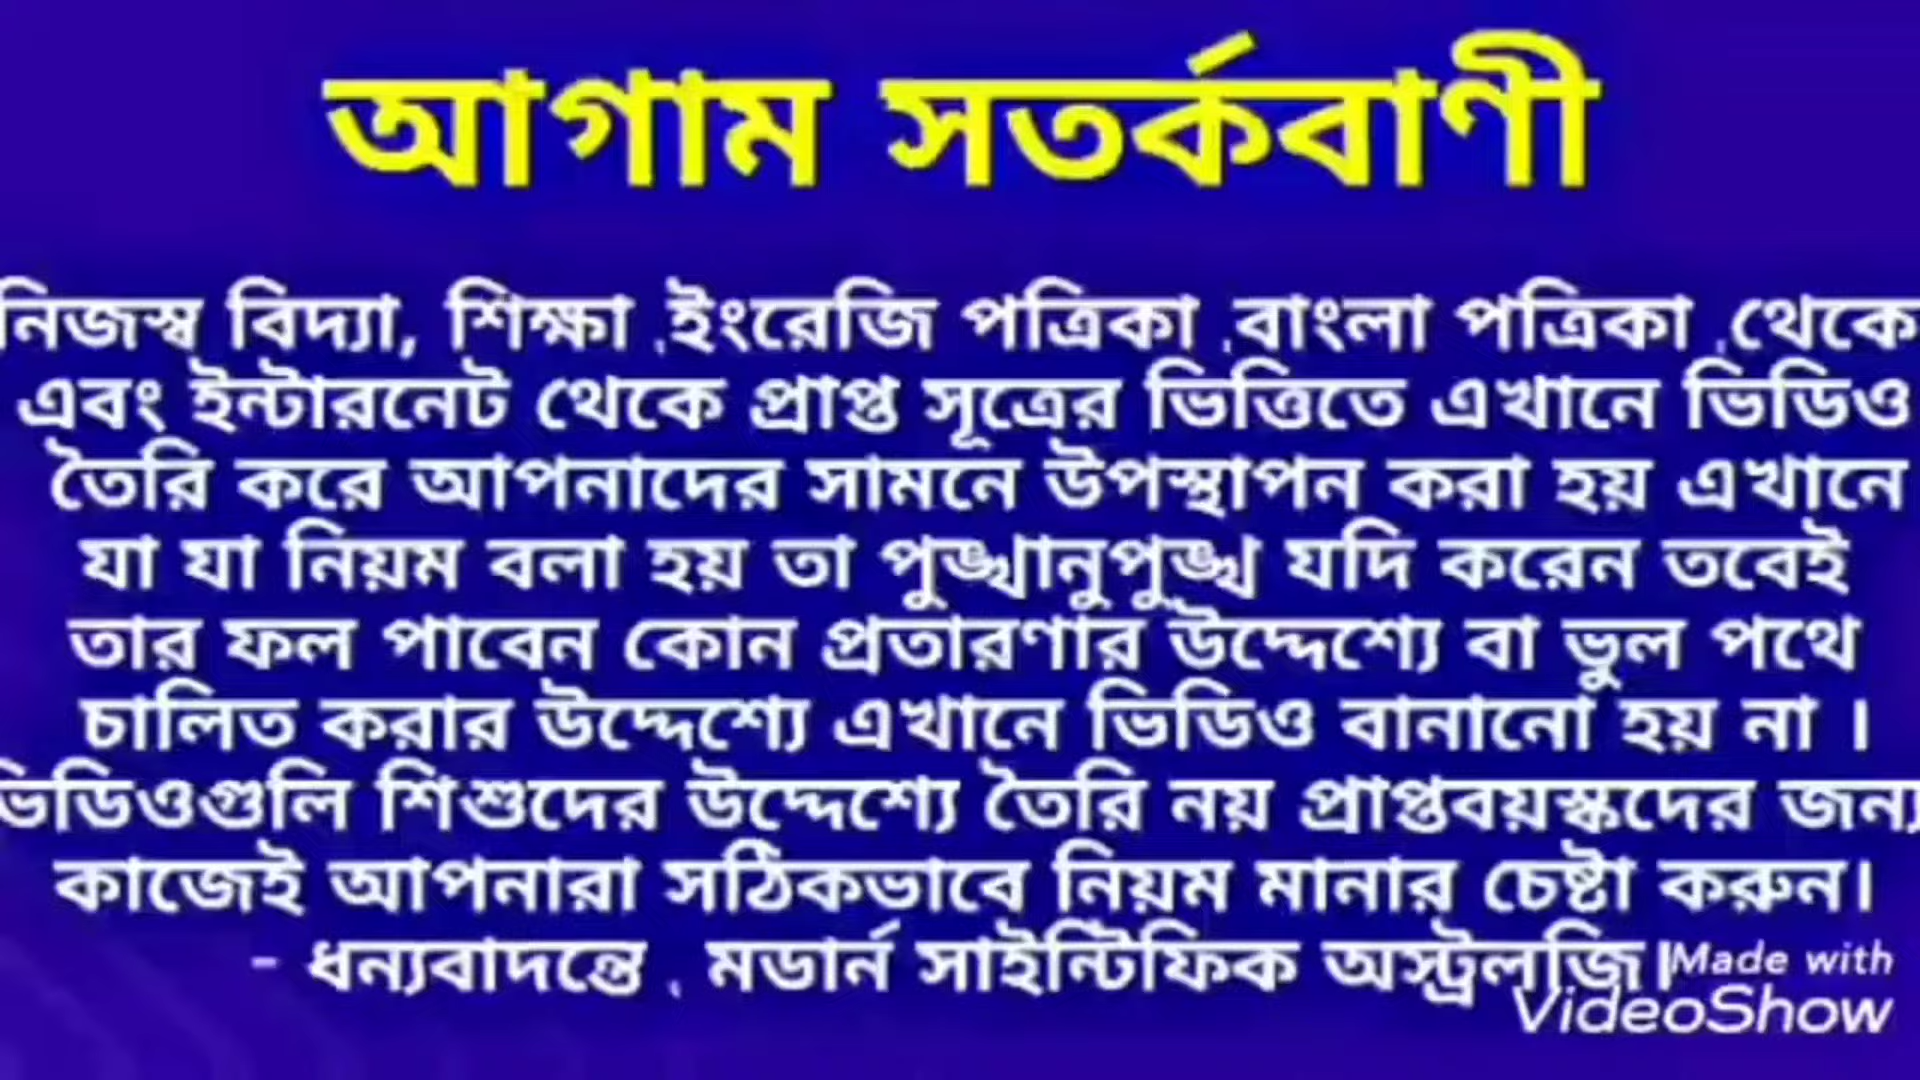 আগাম সতর্কবাণী
নিজস্ব বিদ্যা, শিক্ষা ,ইংরেজি পত্রিকা ,বাংলা পত্রিকা ,থেকে
এবং ইন্টারনেট থেকে প্রাপ্ত সূত্রের ভিত্তিতে এখানে ভিডিও
তৈরি করে আপনাদের সামনে উপস্থাপন করা হয় এখানে
যা যা নিয়ম বলা হয় তা পুঙ্খানুপুঙ্খ যদি করেন তবেই
তার ফল পাবেন কোন প্রতারণার উদ্দেশ্যে বা ভুল পথে
চালিত করার উদ্দেশ্যে এখানে ভিডিও বানানো হয় না ।
ভিডিওগুলি শিশুদের উদ্দেশ্যে তৈরি নয় প্রাপ্তবয়স্কদের জন্য
কাজেই আপনারা সঠিকভাবে নিয়ম মানার চেষ্টা করুন।
- ধন্যবাদন্তে , মডার্ন সাইন্টিফিক অস্ট্রলজি।
Made with
VideoShow